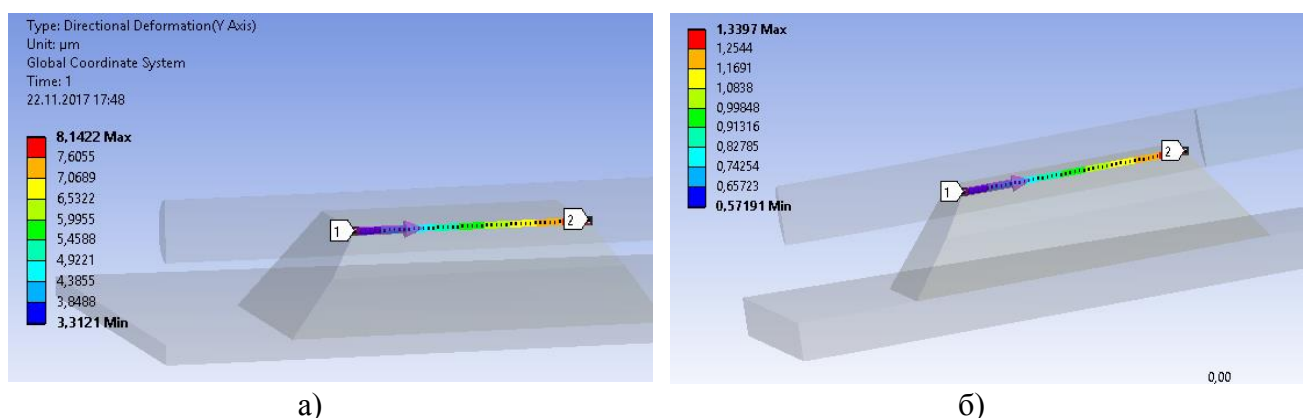 Type: Directional Deformation(Y Axis)
Unit: μm
Global Coordinate System
Time: 1
22.11.2017 17:48
8,1422 Max
7,6055
7,0689
6,5322
5,9955
5,4588
4,9221
4,3855
3,8488
3,3121 Min
1
2
а)
1,3397 Max
1,2544
1,1691
1,0838
0,99848
0,91316
0,82785
0,74254
0,65723
0,57191 Min
1
2
0,00
б)